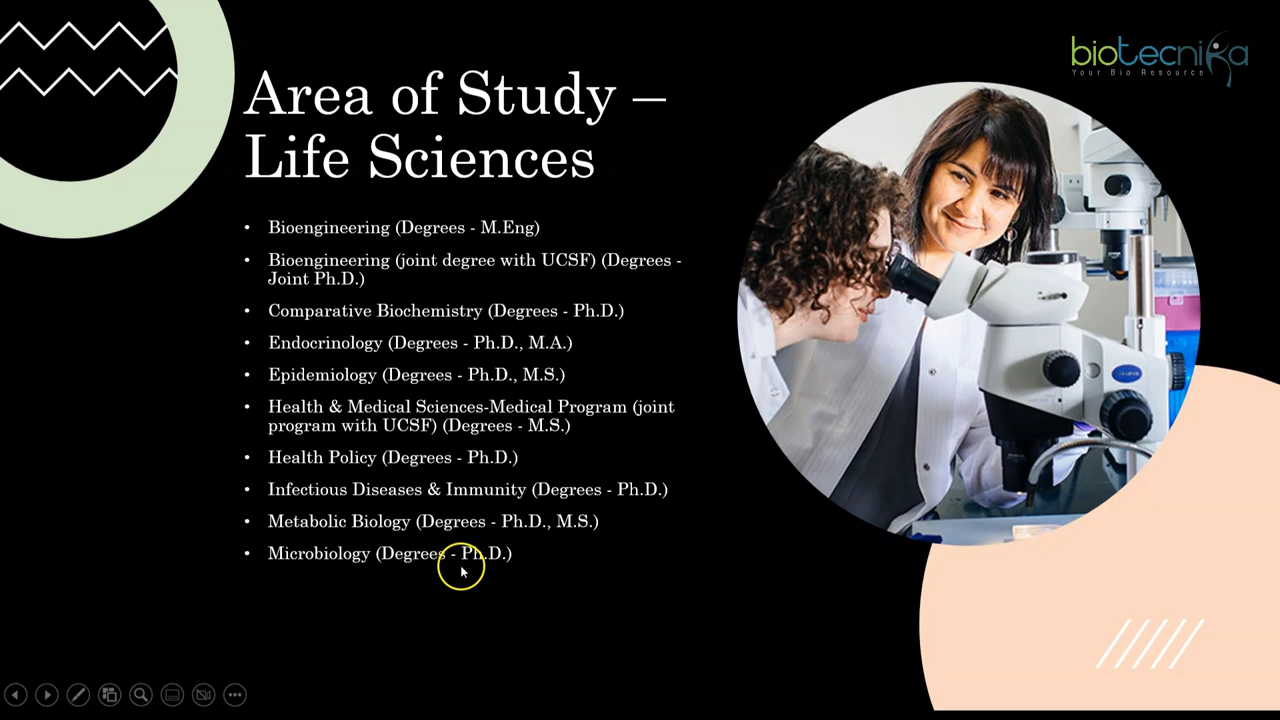 biotecnika
Your Bio Resource
Area of Study –
Life Sciences
• Bioengineering (Degrees - M.Eng)
• Bioengineering (joint degree with UCSF) (Degrees -
Joint Ph.D.)
• Comparative Biochemistry (Degrees - Ph.D.)
• Endocrinology (Degrees - Ph.D., M.A.)
• Epidemiology (Degrees - Ph.D., M.S.)
• Health & Medical Sciences-Medical Program (joint
program with UCSF) (Degrees - M.S.)
• Health Policy (Degrees - Ph.D.)
• Infectious Diseases & Immunity (Degrees - Ph.D.)
• Metabolic Biology (Degrees - Ph.D., M.S.)
• Microbiology (Degrees - Ph.D.)